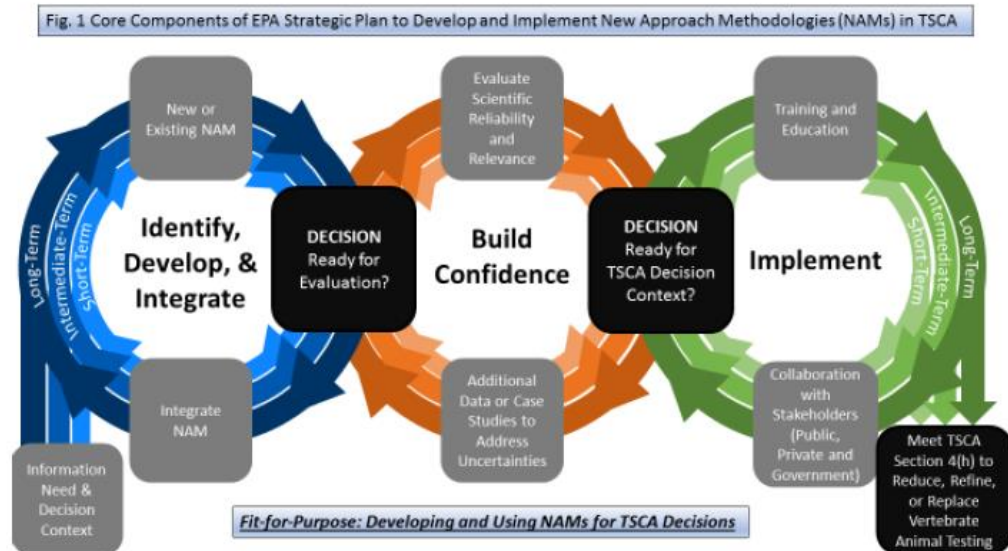 Fig. 1 Core Components of EPA Strategic Plan to Develop and Implement New Approach Methodologies (NAMs) in TSCA
New or
Existing NAM
Evaluate
Scientific
Reliability
and
Relevance
Training and
Education
Long-Term
Intermediate-Term
Short-Term
Identify,
Develop, &
Integrate
DECISION
Ready for
Evaluation?
Build
Confidence
DECISION
Ready for
TSCA Decision
Context?
Implement
Short-Term
Intermediate-Term
Long-Term
Integrate
NAM
Additional
Data or Case
Studies to
Address
Uncertainties
Collaboration
with
Stakeholders
(Public,
Private and
Government)
Information
Need &
Decision
Context
Meet TSCA
Section 4(h) to
Reduce, Refine,
or Replace
Vertebrate
Animal Testing
Fit-for-Purpose: Developing and Using NAMs for TSCA Decisions